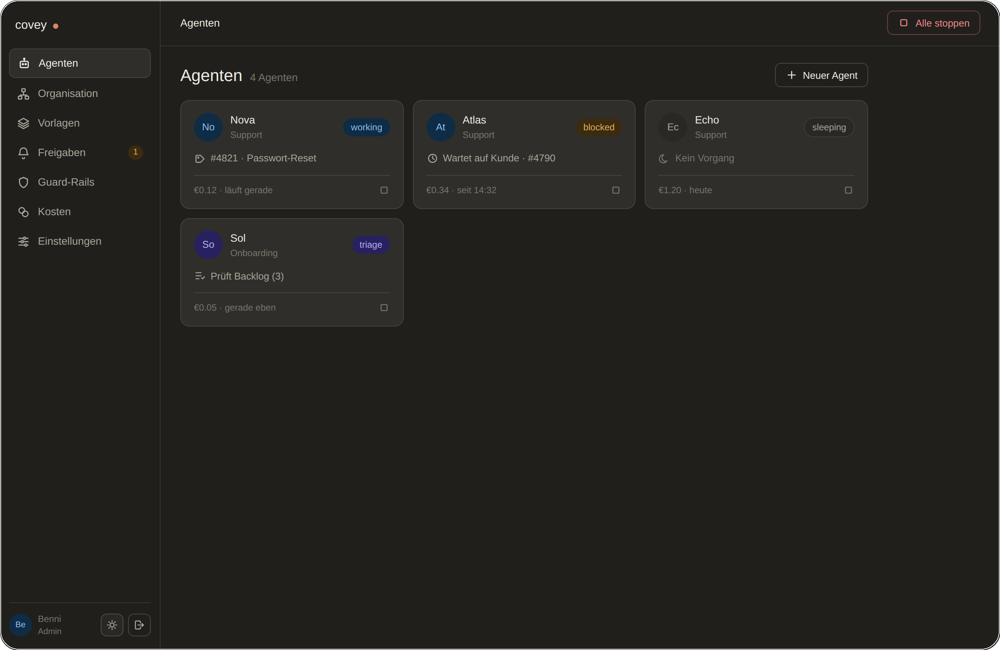 covey
Agenten
Organisation
Vorlagen
Freigaben 1
Guard-Rails
Kosten
Einstellungen
Be
Benni
Admin
Agenten
Alle stoppen
Agenten 4 Agenten
Neuer Agent
No
Nova
Support
working
#4821 · Passwort-Reset
€0.12 · läuft gerade
At
Atlas
Support
blocked
Wartet auf Kunde · #4790
€0.34 · seit 14:32
Ec
Echo
Support
sleeping
Kein Vorgang
€1.20 · heute
So
Sol
Onboarding
triage
Prüft Backlog (3)
€0.05 · gerade eben